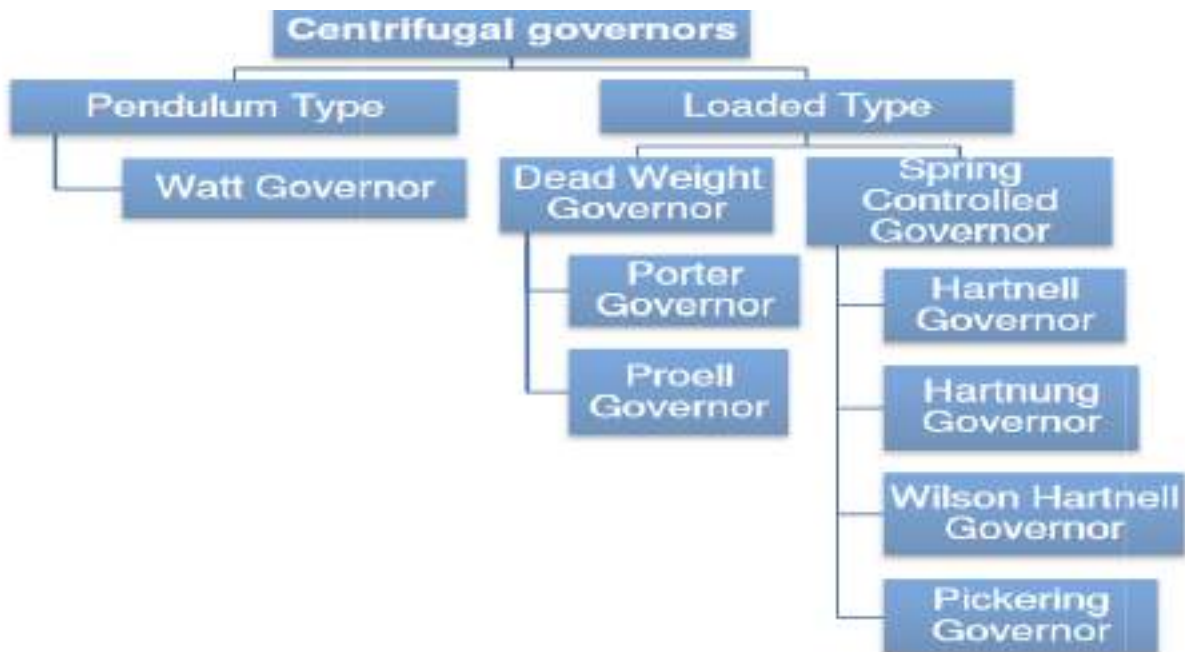 Centrifugal governors
Pendulum Type
Loaded Type
Watt Governor
Dead Weight
Governor
Spring
Controlled
Governor
Porter
Governor
Proell
Governor
Hartnell
Governor
Hartnung
Governor
Wilson Hartnell
Governor
Pickering
Governor